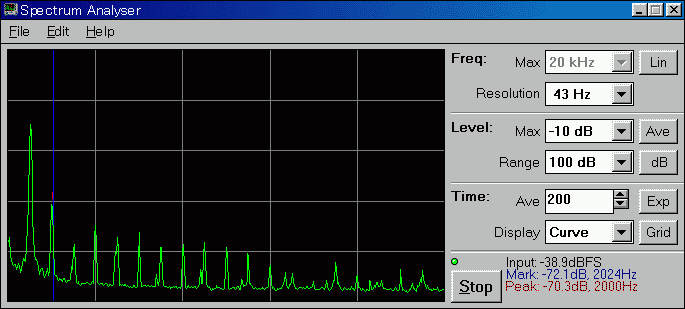 Spectrum Analyser
File Edit Help
Freq: Max 20 kHz Lin
Resolution 43 Hz
Level: Max -10 dB Ave
Range 100 dB dB
Time: Ave 200 Exp
Display Curve Grid
Input: -38.9dBFS
Mark: -72.1dB, 2024Hz
Stop Peak: -70.3dB, 2000Hz